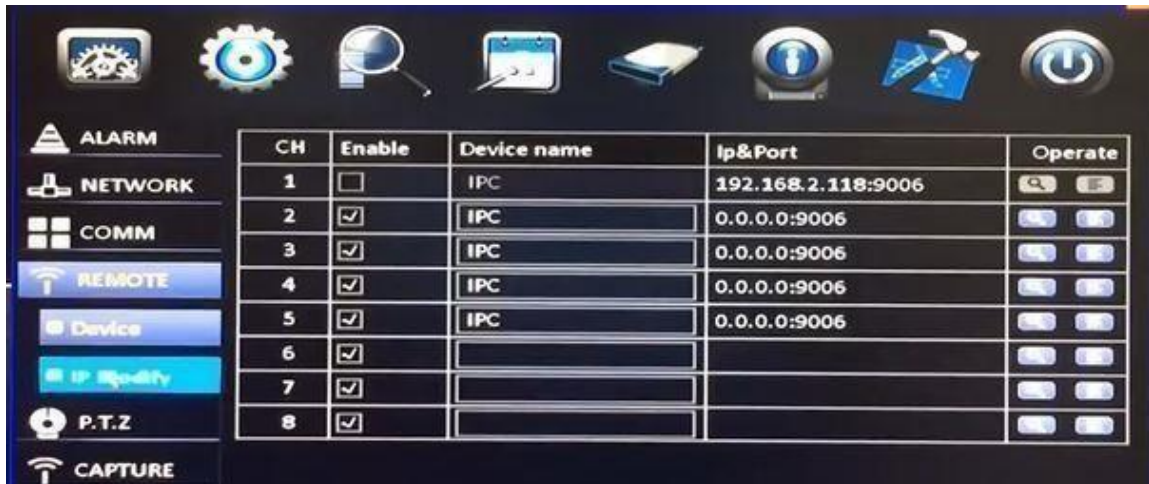 ALARM
NETWORK
COMM
REMOTE
Device
IP Modify
P.T.Z
CAPTURE
CH Enable Device name Ip&Port Operate
1 IPC 192.168.2.118:9006
2 IPC 0.0.0.0:9006
3 IPC 0.0.0.0:9006
4 IPC 0.0.0.0:9006
5 IPC 0.0.0.0:9006
6
7
8